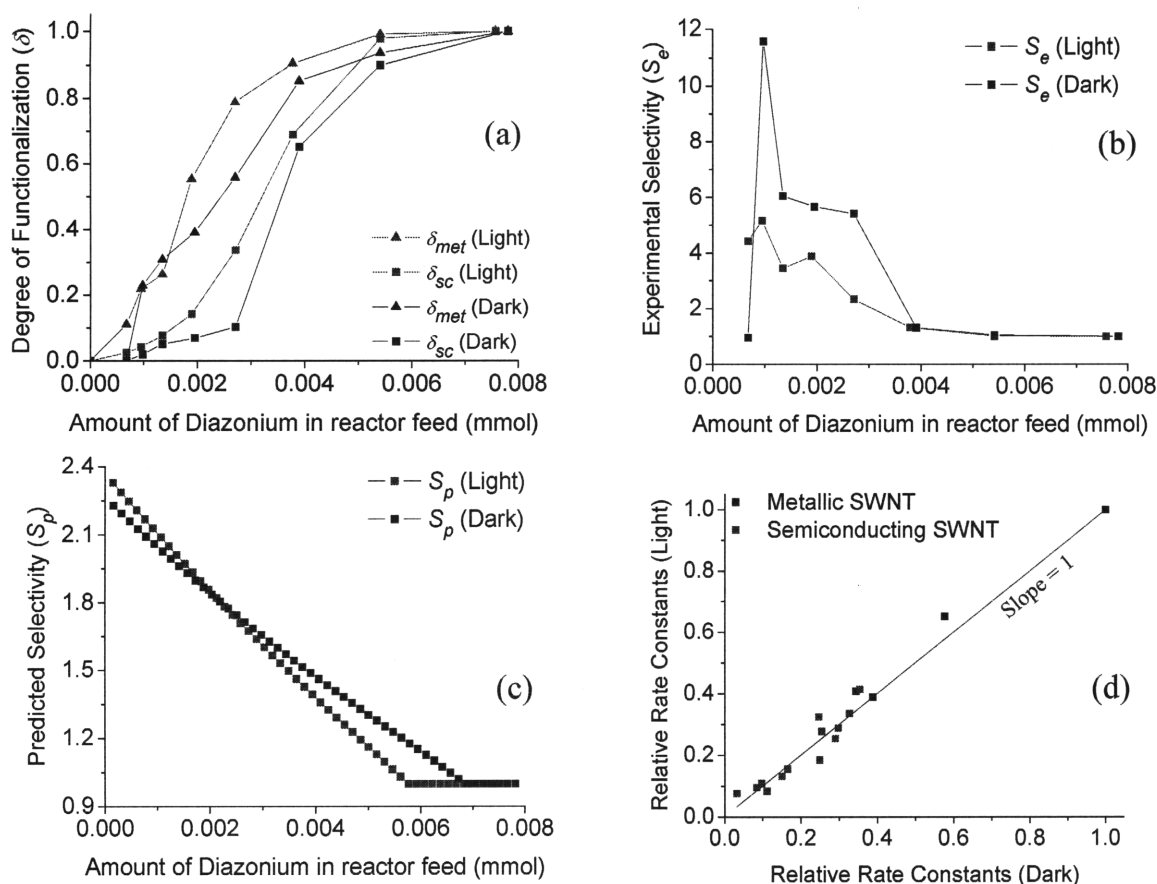 Degree of Functionalization (δ)
1.0
0.8
0.6
0.4
0.2
0.0
(a)
δmet (Light)
δsc (Light)
δmet (Dark)
δsc (Dark)
0.000 0.002 0.004 0.006 0.008
Amount of Diazonium in reactor feed (mmol)
Experimental Selectivity (Se)
12
10
8
6
4
2
0
Se (Light)
Se (Dark)
(b)
0.000 0.002 0.004 0.006 0.008
Amount of Diazonium in reactor feed (mmol)
Predicted Selectivity (Sp)
2.4
2.1
1.8
1.5
1.2
0.9
Sp (Light)
Sp (Dark)
(c)
0.000 0.002 0.004 0.006 0.008
Amount of Diazonium in reactor feed (mmol)
Relative Rate Constants (Light)
1.0
0.8
0.6
0.4
0.2
0.0
Metallic SWNT
Semiconducting SWNT
Slope = 1
(d)
0.0 0.2 0.4 0.6 0.8 1.0
Relative Rate Constants (Dark)